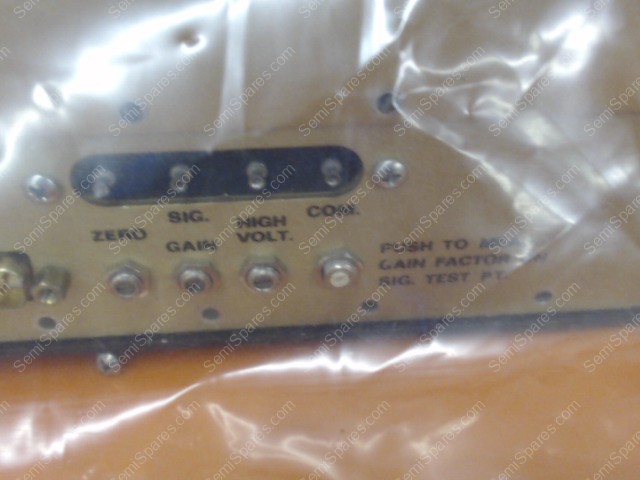 SIG. HIGH COM.
ZERO GAIN VOLT.
PUSH TO
GAIN FACTOR
SIG. TEST PT.
SemiSpares.com